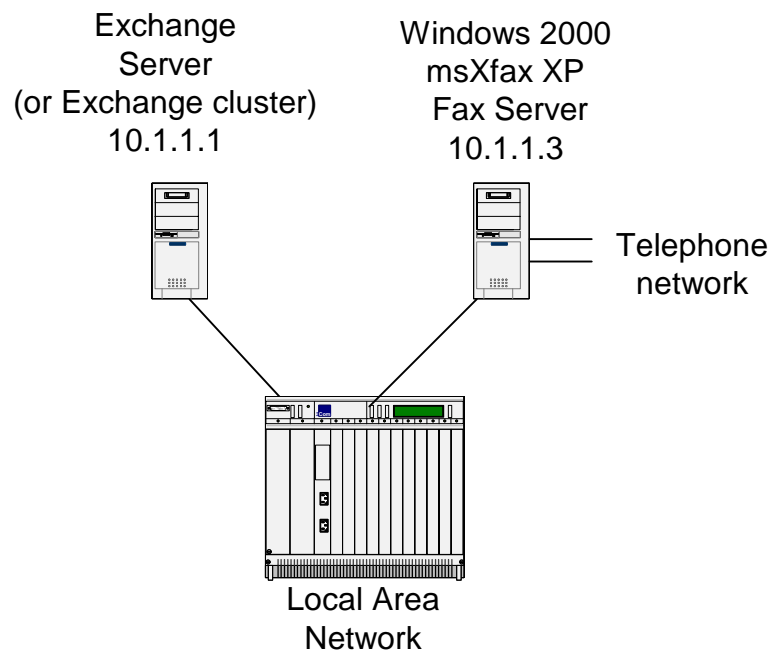 Exchange
Server
(or Exchange cluster)
10.1.1.1
Windows 2000
msXfax XP
Fax Server
10.1.1.3
Telephone
network
Com
Local Area
Network